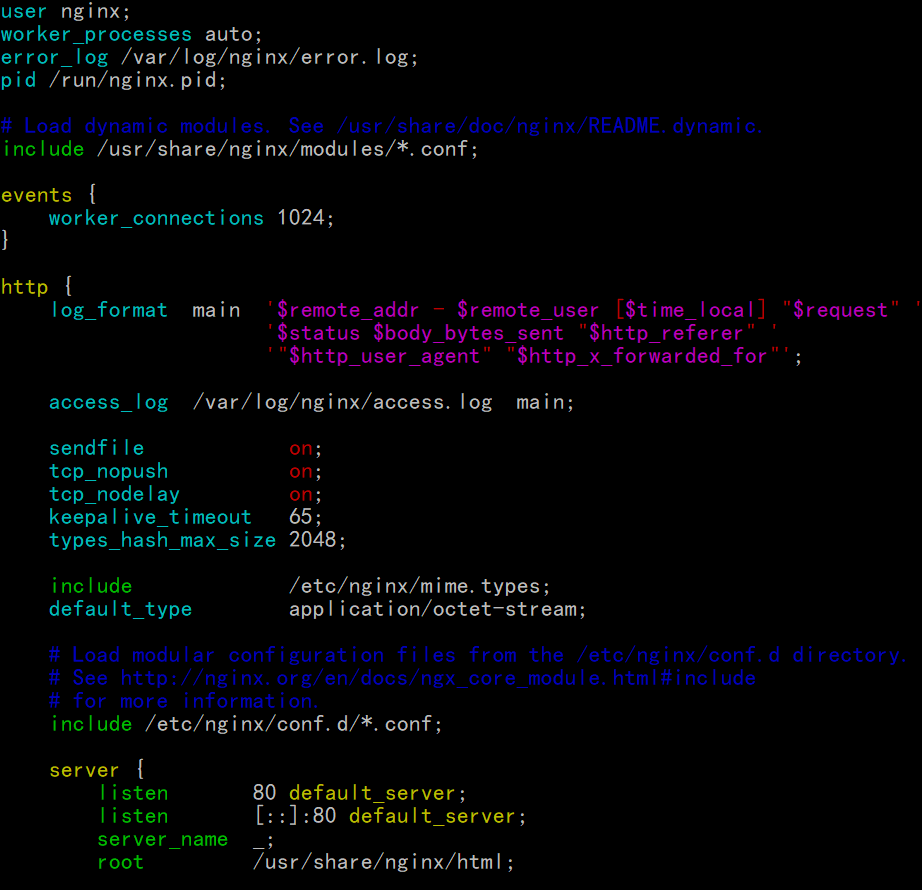 user nginx;
worker_processes auto;
error_log /var/log/nginx/error.log;
pid /run/nginx.pid;

# Load dynamic modules. See /usr/share/doc/nginx/README.dynamic.
include /usr/share/nginx/modules/*.conf;

events {
    worker_connections 1024;
}

http {
    log_format  main  '$remote_addr - $remote_user [$time_local] "$request" '
                      '$status $body_bytes_sent "$http_referer" '
                      '"$http_user_agent" "$http_x_forwarded_for"';

    access_log  /var/log/nginx/access.log  main;

    sendfile            on;
    tcp_nopush          on;
    tcp_nodelay         on;
    keepalive_timeout   65;
    types_hash_max_size 2048;

    include             /etc/nginx/mime.types;
    default_type        application/octet-stream;

    # Load modular configuration files from the /etc/nginx/conf.d directory.
    # See http://nginx.org/en/docs/ngx_core_module.html#include
    # for more information.
    include /etc/nginx/conf.d/*.conf;

    server {
        listen       80 default_server;
        listen       [::]:80 default_server;
        server_name  _;
        root         /usr/share/nginx/html;